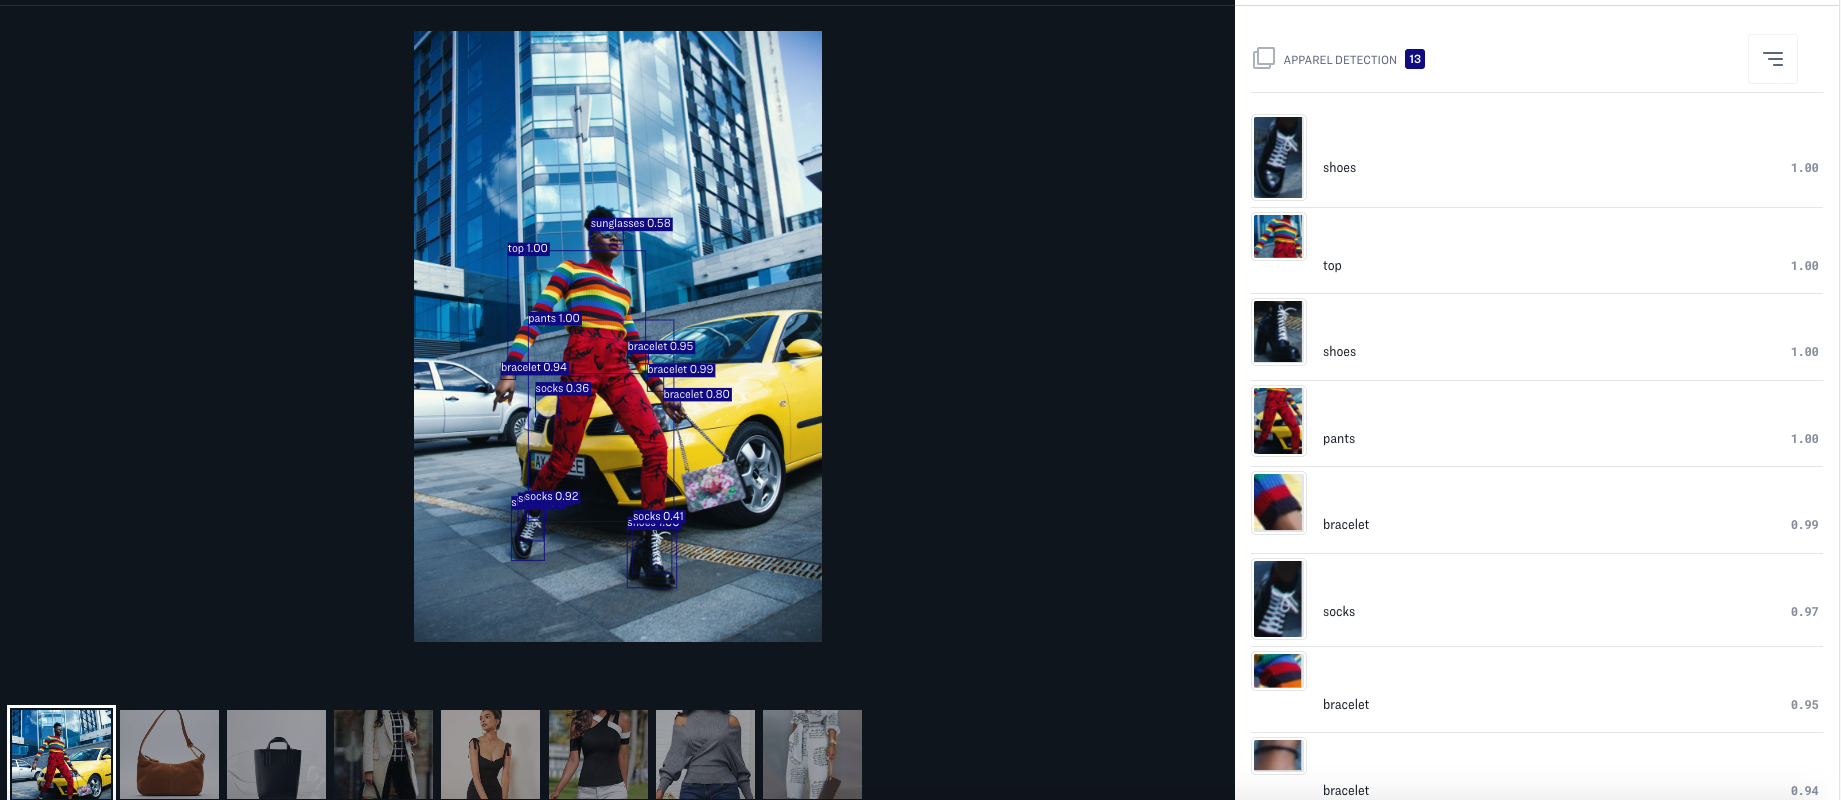 APPAREL DETECTION 13
sunglasses 0.58
top 1.00
pants 1.00
bracelet 0.95
bracelet 0.94
bracelet 0.99
socks 0.36
bracelet 0.80
socks 0.92
socks 0.41
shoes 1.00
shoes 1.00
top 1.00
shoes 1.00
pants 1.00
bracelet 0.99
socks 0.97
bracelet 0.95
bracelet 0.94